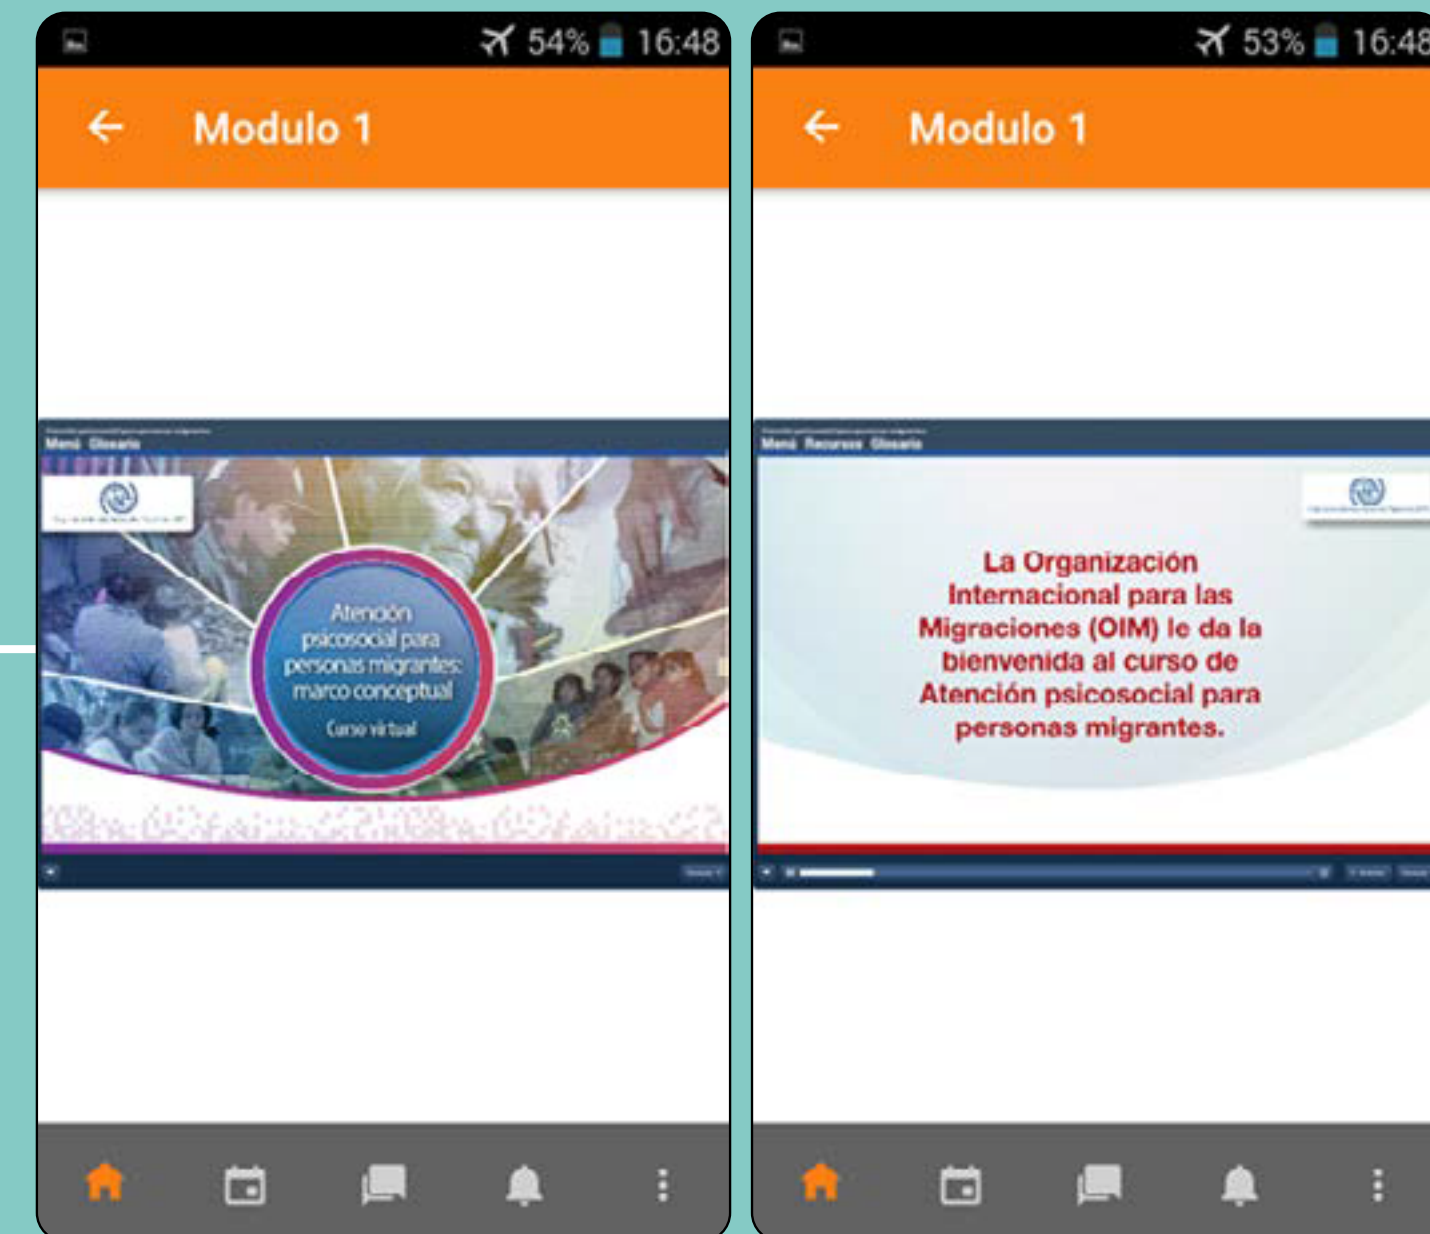 54% 16:48
Modulo 1
Menú Glosario
Atención
psicosocial para
personas migrantes:
marco conceptual
Curso virtual
53% 16:48
Modulo 1
Menú Recursos Glosario
La Organización
Internacional para las
Migraciones (OIM) le da la
bienvenida al curso de
Atención psicosocial para
personas migrantes.